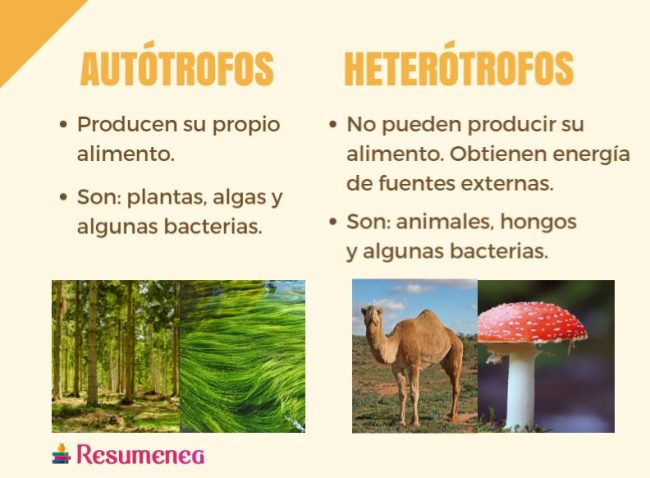 AUTÓTROFOS
• Producen su propio
alimento.
• Son: plantas, algas y
algunas bacterias.
HETERÓTROFOS
• No pueden producir su
alimento. Obtienen energía
de fuentes externas.
• Son: animales, hongos
y algunas bacterias.
Resumenea